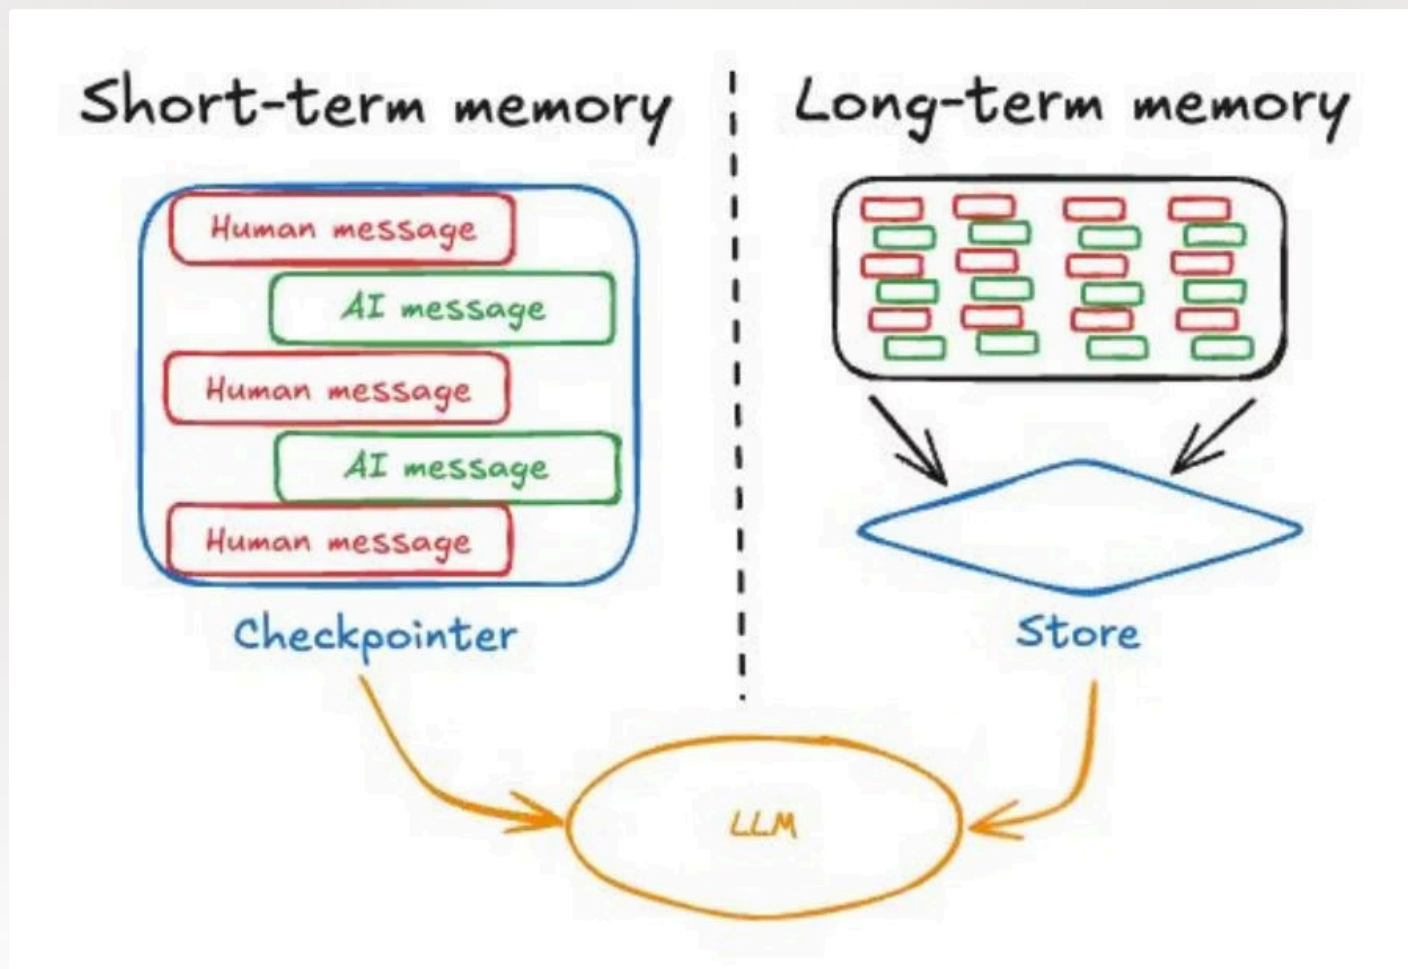 Short-term memory
Human message
AI message
Human message
AI message
Human message
Checkpointer
Long-term memory
Store
LLM